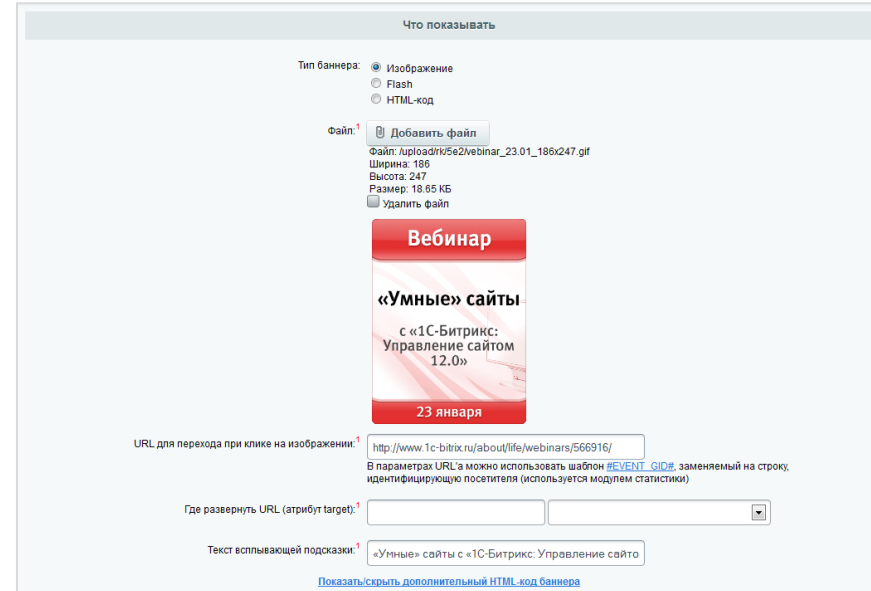 Что показывать
Тип баннера:
Изображение
Flash
HTML-код
Файл:1
Добавить файл
Файл: /upload/rk/5e2/vebinar_23.01_186x247.gif
Ширина: 186
Высота: 247
Размер: 18.65 КБ
Удалить файл
Вебинар
«Умные» сайты
с «1С-Битрикс:
Управление сайтом
12.0»
23 января
URL для перехода при клике на изображении:1 http://www.1c-bitrix.ru/about/life/webinars/566916/
В параметрах URL'а можно использовать шаблон #EVENT_GID#, заменяемый на строку,
идентифицирующую посетителя (используется модулем статистики)
Где развернуть URL (атрибут target):1
Текст всплывающей подсказки:1 «Умные» сайты с «1С-Битрикс: Управление сайто
Показать/скрыть дополнительный HTML-код баннера